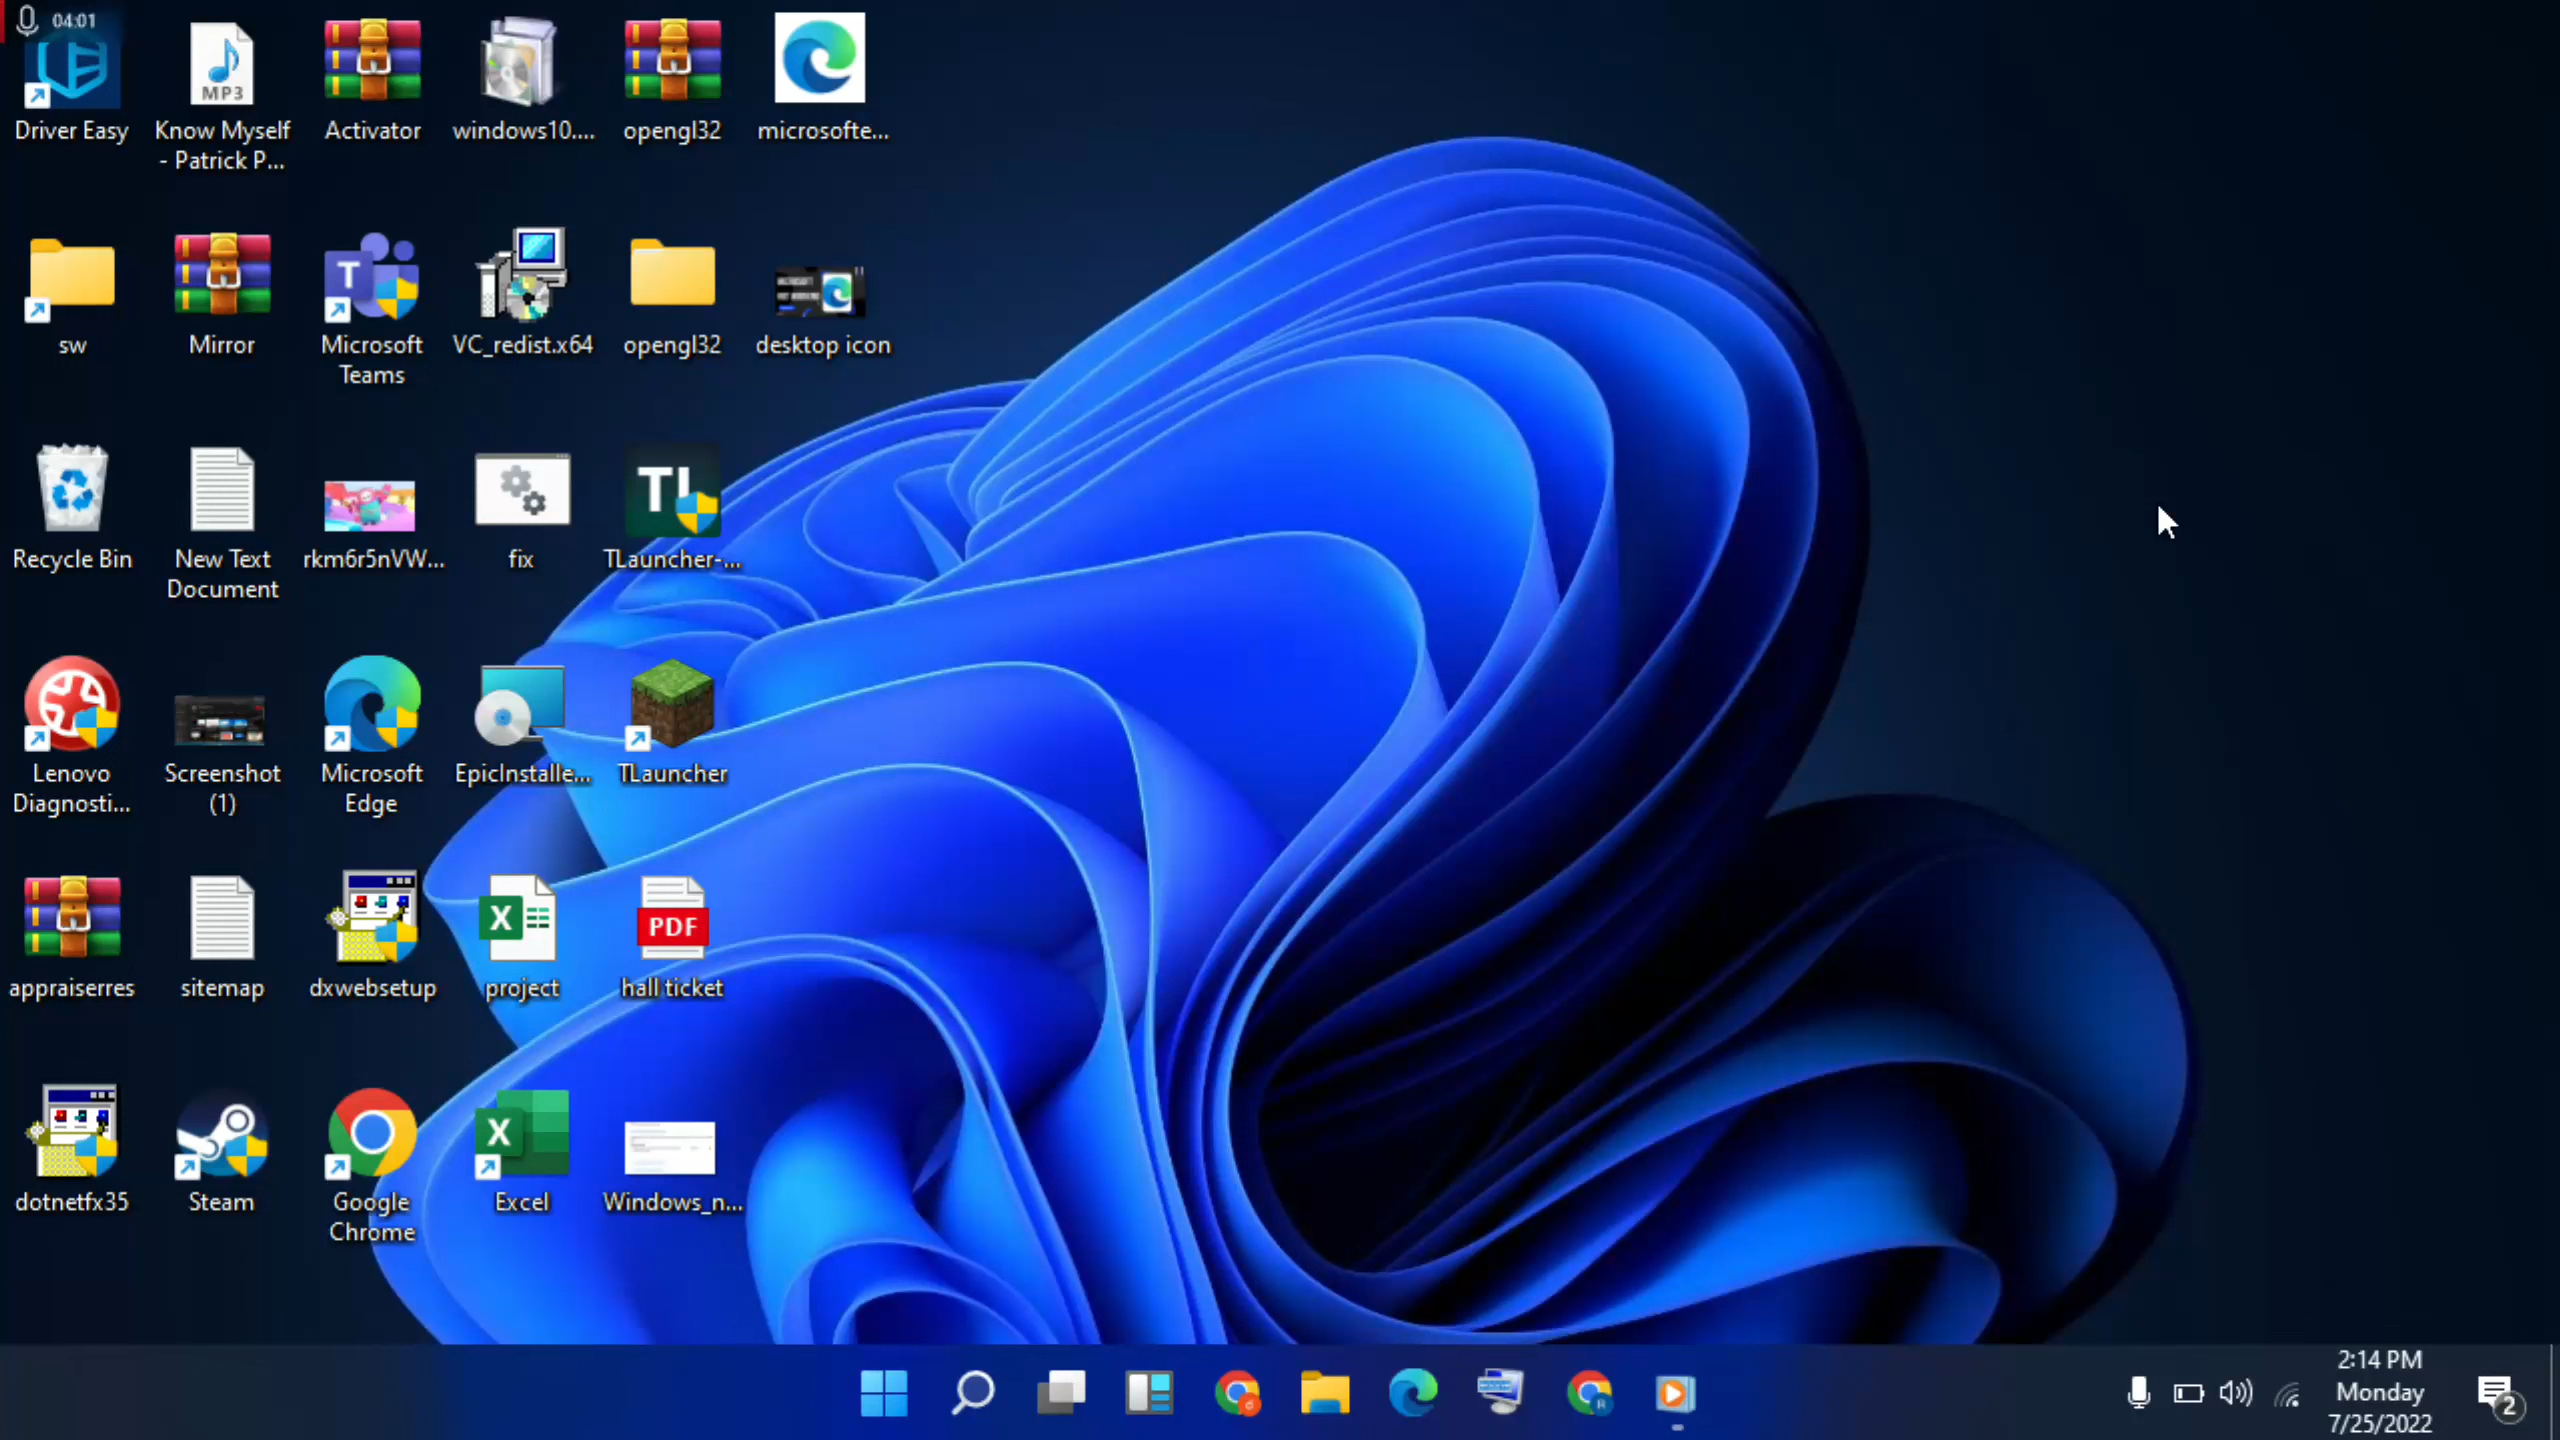 04:01
Driver Easy
MP3
Know Myself
- Patrick P...
Activator
windows10....
opengl32
microsofte...
sw
Mirror
T
Microsoft
Teams
VC_redist.x64
opengl32
desktop icon
Recycle Bin
New Text
Document
rkm6r5nVW...
fix
TL
TLauncher-...
Lenovo
Diagnosti...
Screenshot
(1)
Microsoft
Edge
EpicInstalle...
TLauncher
appraiserres
sitemap
dxwebsetup
X
project
PDF
hall ticket
dotnetfx35
Steam
Google
Chrome
X
Excel
Windows_n...
d
R
2:14 PM
Monday
7/25/2022
2